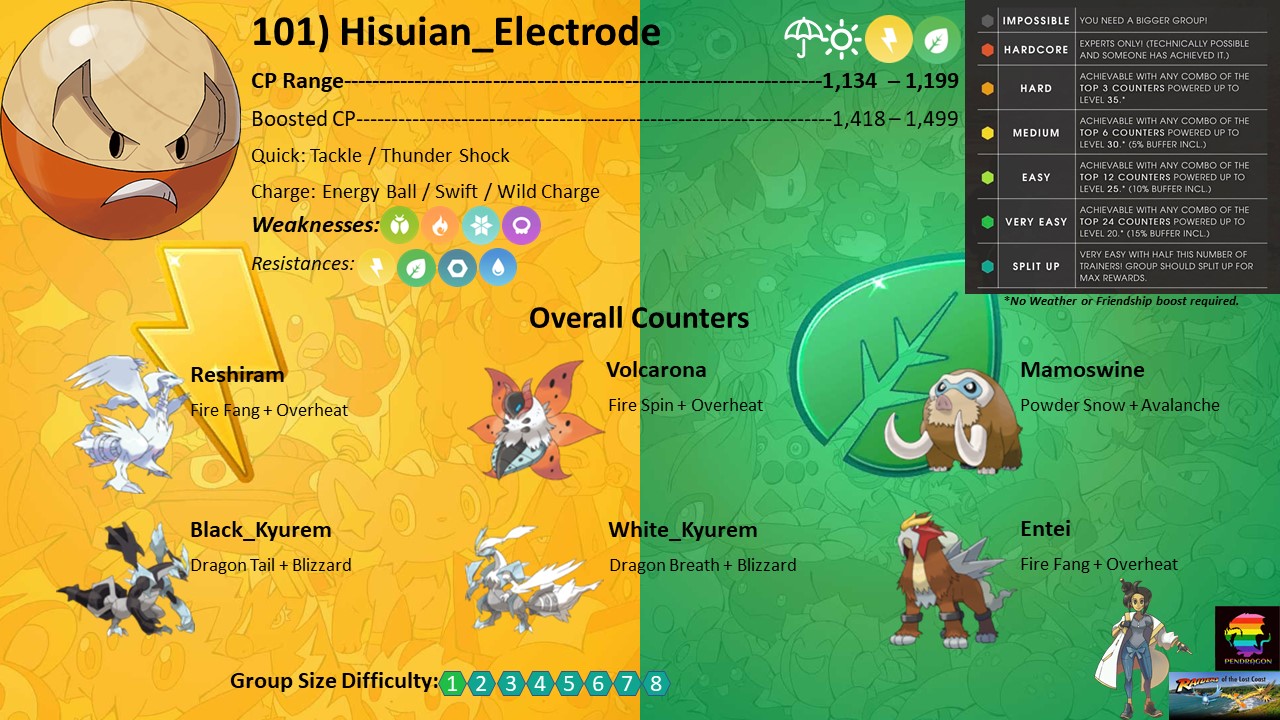 101) Hisuian_Electrode
CP Range--------------------------------------------------------------------1,134 – 1,199
Boosted CP--------------------------------------------------------------------1,418 – 1,499
Quick: Tackle / Thunder Shock
Charge: Energy Ball / Swift / Wild Charge
Weaknesses:
Resistances:
IMPOSSIBLE YOU NEED A BIGGER GROUP!
HARDCORE EXPERTS ONLY! (TECHNICALLY POSSIBLE
AND SOMEONE HAS ACHIEVED IT.)
HARD ACHIEVABLE WITH ANY COMBO OF THE
TOP 3 COUNTERS POWERED UP TO
LEVEL 35.*
MEDIUM ACHIEVABLE WITH ANY COMBO OF THE
TOP 6 COUNTERS POWERED UP TO
LEVEL 30.* (5% BUFFER INCL.)
EASY ACHIEVABLE WITH ANY COMBO OF THE
TOP 12 COUNTERS POWERED UP TO
LEVEL 25.* (10% BUFFER INCL.)
VERY EASY ACHIEVABLE WITH ANY COMBO OF THE
TOP 24 COUNTERS POWERED UP TO
LEVEL 20.* (15% BUFFER INCL.)
SPLIT UP VERY EASY WITH HALF THIS NUMBER OF
TRAINERS! GROUP SHOULD SPLIT UP FOR
MAX REWARDS.
*No Weather or Friendship boost required.
Overall Counters
Reshiram
Fire Fang + Overheat
Volcarona
Fire Spin + Overheat
Mamoswine
Powder Snow + Avalanche
Black_Kyurem
Dragon Tail + Blizzard
White_Kyurem
Dragon Breath + Blizzard
Entei
Fire Fang + Overheat
Group Size Difficulty: 1 2 3 4 5 6 7 8
PENDRAGON
RAIDERS of the Lost Coast